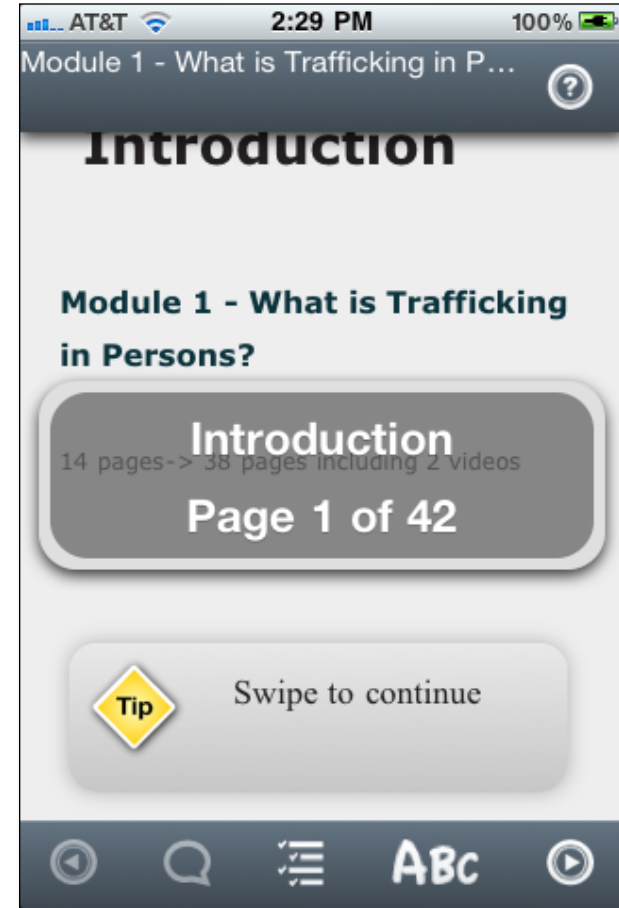 AT&T 2:29 PM 100%
Module 1 - What is Trafficking in P...
Introduction
Module 1 - What is Trafficking
in Persons?
Introduction
14 pages-> 38 pages including 2 videos
Page 1 of 42
Tip Swipe to continue
ABC